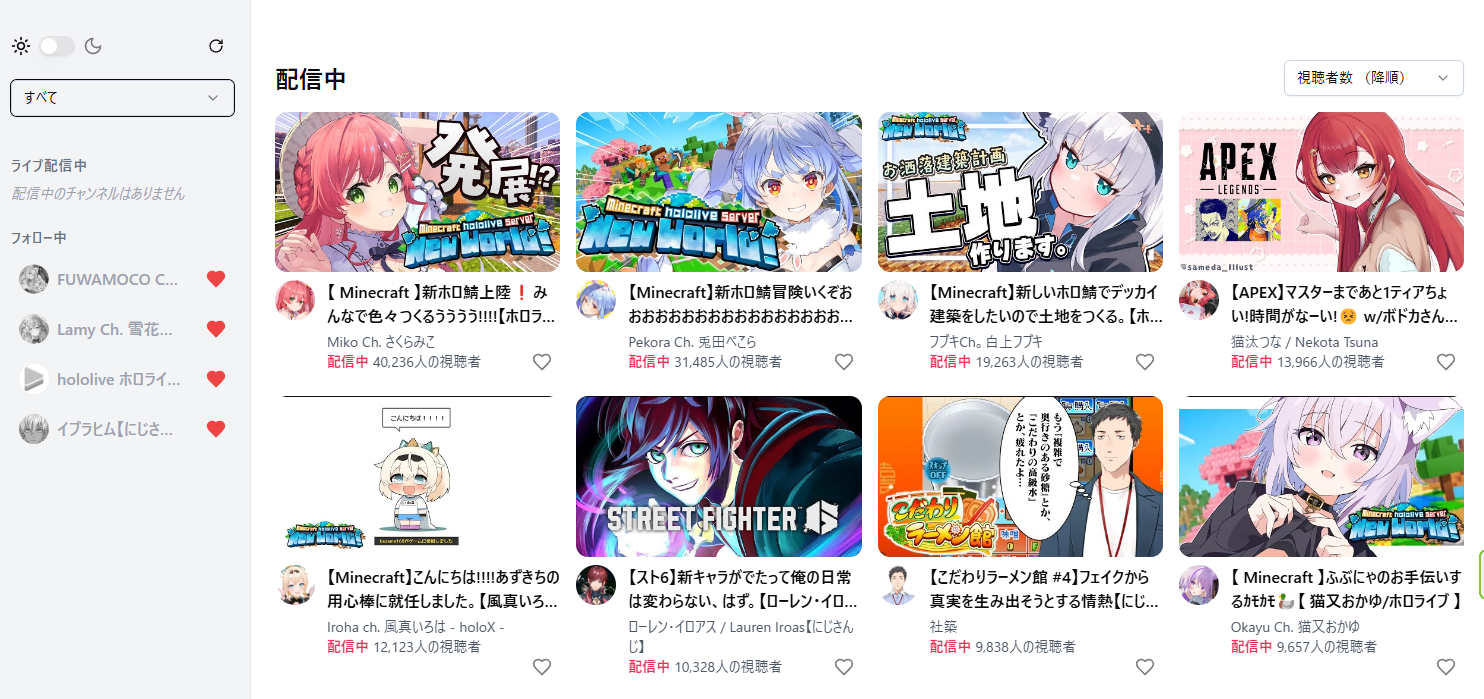 すべて
ライブ配信中
配信中のチャンネルはありません
フォロー中
FUWAMOCO C...
Lamy Ch. 雪花...
hololive ホロライ...
イブラヒム【にじさ...
配信中
視聴者数 （降順）
発展!?
Minecraft hololive server
New World!
【 Minecraft 】新ホロ鯖上陸❗み
んなで色々つくるうううう!!!!【ホロラ...
Miko Ch. さくらみこ
配信中 40,236人の視聴者
Minecraft hololive server
New World!
【Minecraft】新ホロ鯖冒険いくぞお
おおおおおおおおおおおおおおおお...
Pekora Ch. 兎田ぺこら
配信中 31,485人の視聴者
Minecraft hololive server
New World!
お洒落建築計画
土地
作ります。
【Minecraft】新しいホロ鯖でデッカイ
建築をしたいので土地をつくる。【ホ...
フブキCh。白上フブキ
配信中 19,263人の視聴者
APEX
LEGENDS
@sameda_Illust
【APEX】マスターまであと1ティアちょ
い!時間がなーい!😣 w/ボドカさん...
猫汰つな / Nekota Tsuna
配信中 13,966人の視聴者
こんにちは！！！！
Minecraft hololive server
New World!
【Minecraft】こんにちは!!!!あずきちの
用心棒に就任しました。【風真いろ...
Iroha ch. 風真いろは - holoX -
配信中 12,123人の視聴者
STREET FIGHTER 6
【スト6】新キャラがでたって俺の日常
は変わらない、はず。【ローレン・イロ...
ローレン・イロアス / Lauren Iroas【にじさん
じ】
配信中 10,328人の視聴者
もう『複雑で
奥行きのある砂糖』とか、
『こだわりの高級水』
とか、疲れたよ…
スキップ
OFF
購入
こだわり
ラーメン館
【こだわりラーメン館 #4】フェイクから
真実を生み出そうとする情熱【にじ...
社築
配信中 9,838人の視聴者
Minecraft hololive server
New World!
【 Minecraft 】ふぶにゃのお手伝いす
るｶﾓｶﾓ🦆【 猫又おかゆ/ホロライブ 】
Okayu Ch. 猫又おかゆ
配信中 9,657人の視聴者